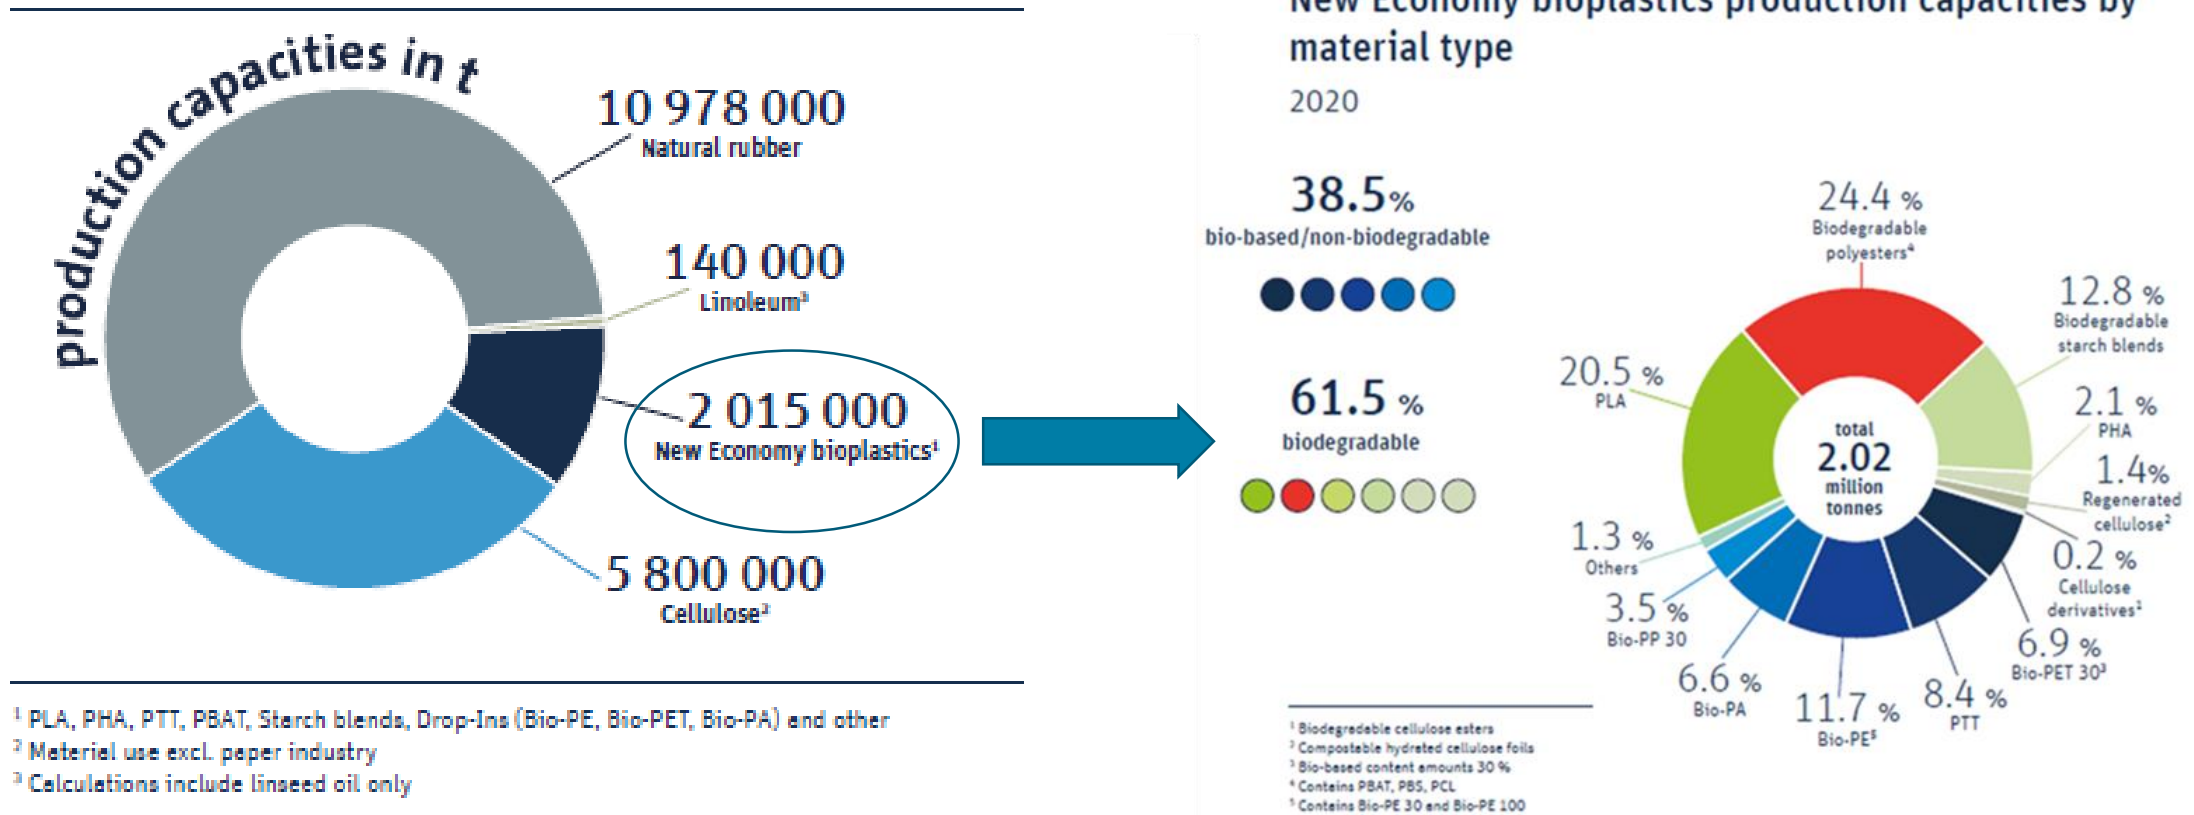 production capacities in t
10 978 000
Natural rubber
140 000
Linoleum³
2 015 000
New Economy bioplastics¹
5 800 000
Cellulose²
¹ PLA, PHA, PTT, PBAT, Starch blends, Drop-Ins (Bio-PE, Bio-PET, Bio-PA) and other
² Material use excl. paper industry
³ Calculations include linseed oil only
New Economy bioplastics production capacities by
material type
2020
38.5%
bio-based/non-biodegradable
61.5 %
biodegradable
24.4 %
Biodegradable
polyesters⁴
12.8 %
Biodegradable
starch blends
2.1 %
PHA
1.4%
Regenerated
cellulose²
0.2 %
Cellulose
derivatives¹
6.9 %
Bio-PET 30³
8.4 %
PTT
11.7 %
Bio-PE⁵
6.6 %
Bio-PA
3.5 %
Bio-PP 30
1.3 %
Others
20.5 %
PLA
total
2.02
million
tonnes
¹ Biodegradable cellulose esters
² Compostable hydrated cellulose foils
³ Bio-based content amounts 30 %
⁴ Contains PBAT, PBS, PCL
⁵ Contains Bio-PE 30 and Bio-PE 100